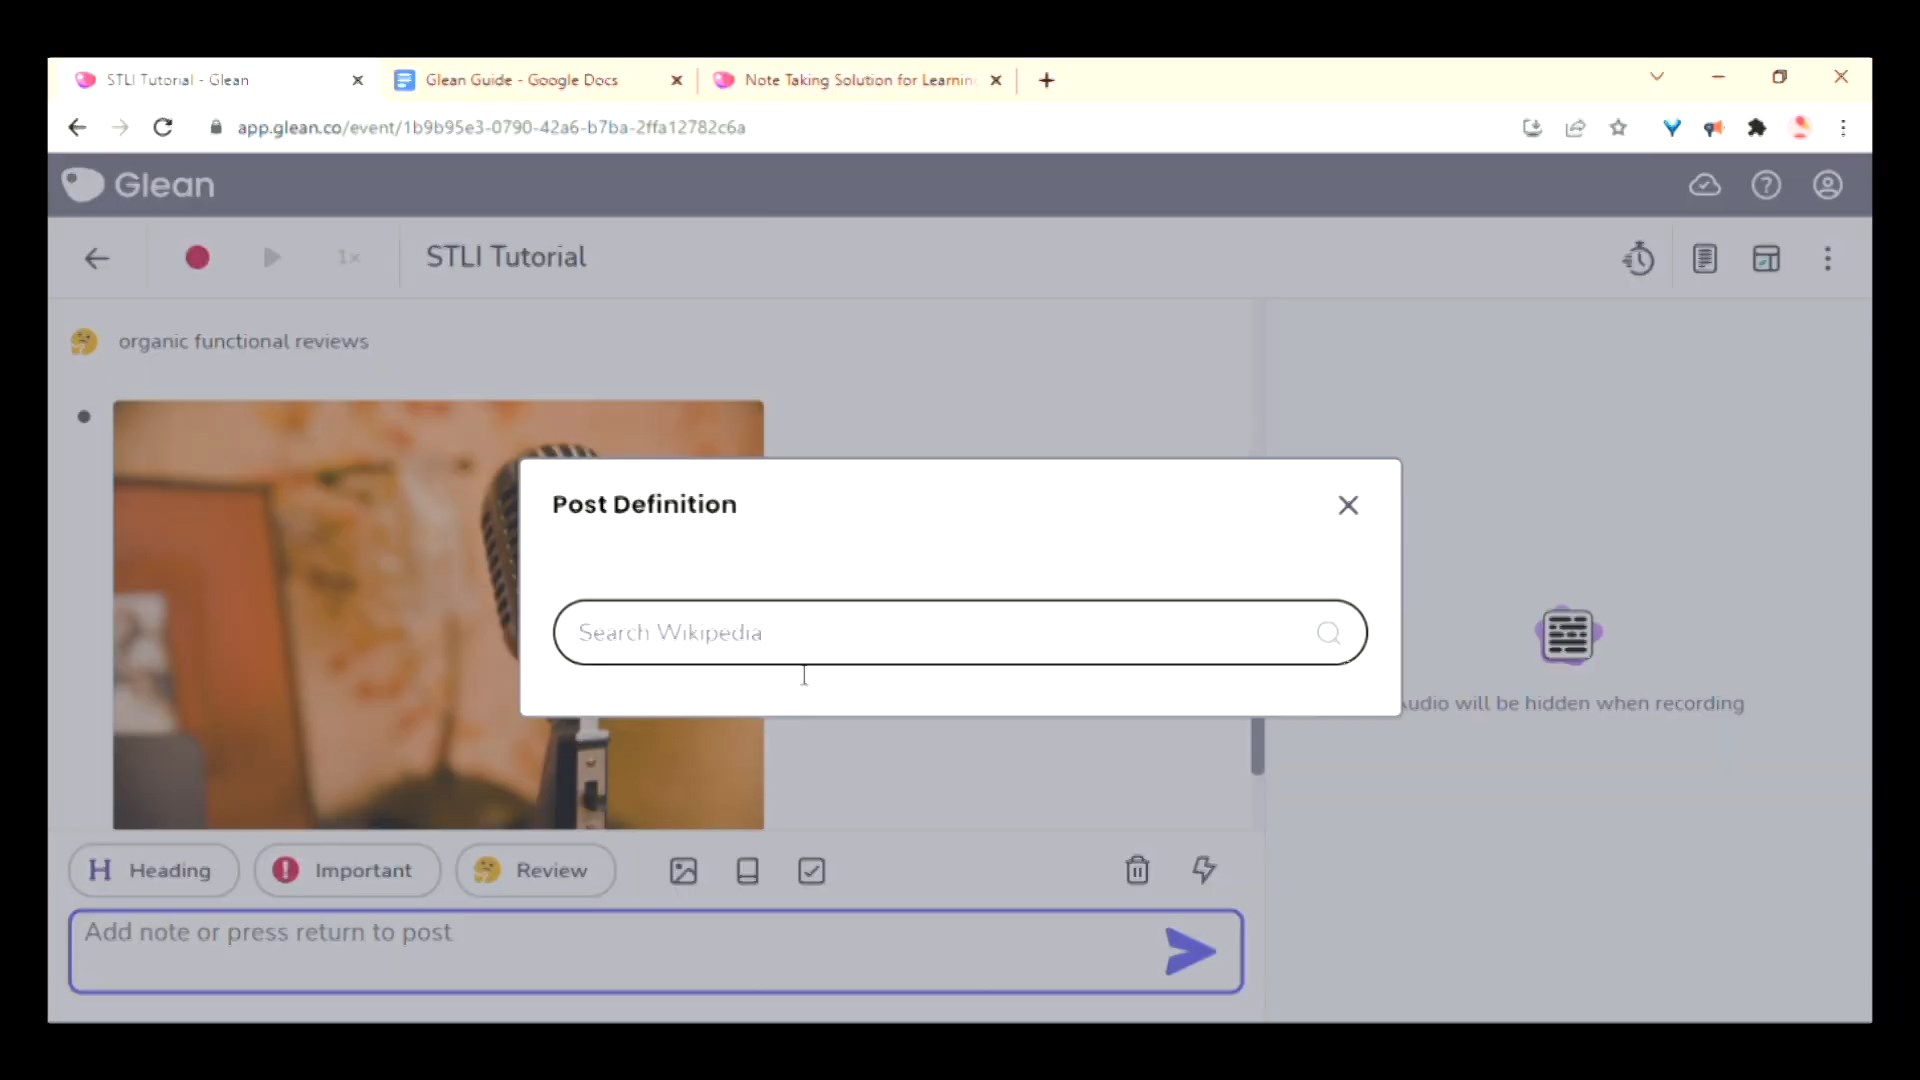 STLI Tutorial - Glean
Glean Guide - Google Docs
Note Taking Solution for Learnin
app.glean.co/event/1b9b95e3-0790-42a6-b7ba-2ffa12782c6a
Glean
1x
STLI Tutorial
organic functional reviews
Post Definition
Search Wikipedia
udio will be hidden when recording
H Heading
Important
Review
Add note or press return to post